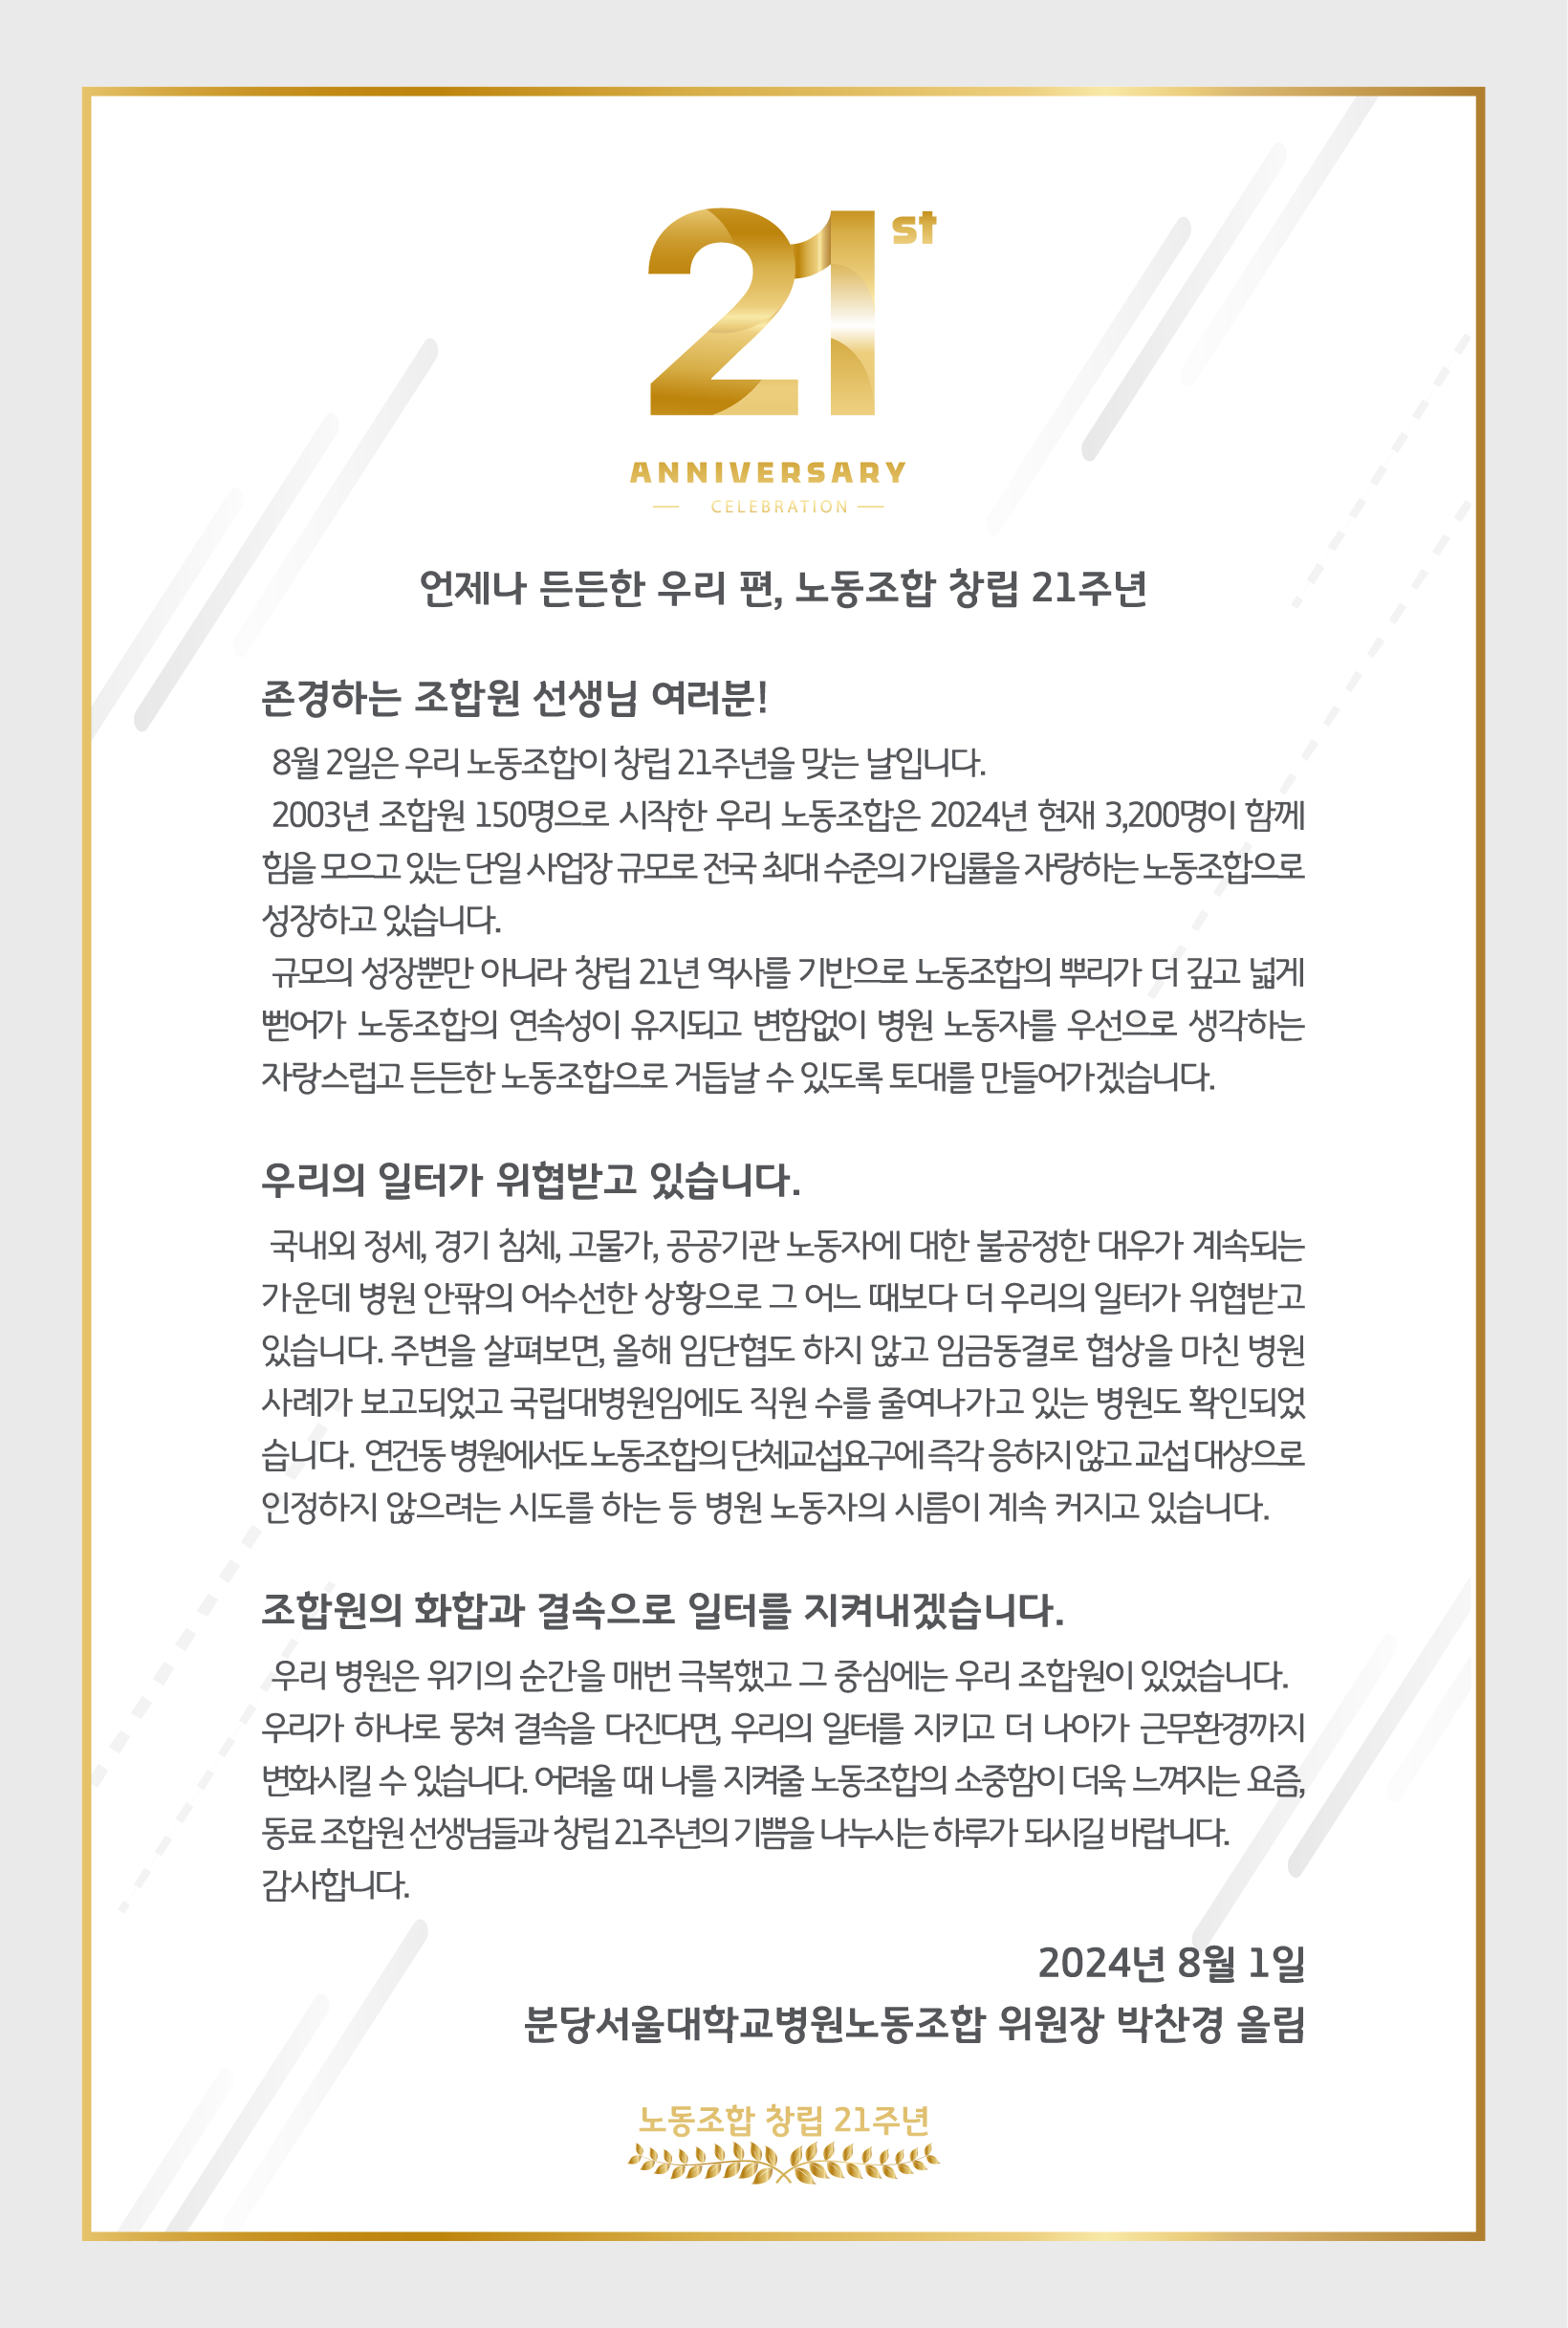 21st
ANNIVERSARY
CELEBRATION
언제나 든든한 우리 편, 노동조합 창립 21주년
존경하는 조합원 선생님 여러분!
8월 2일은 우리 노동조합이 창립 21주년을 맞는 날입니다.
2003년 조합원 150명으로 시작한 우리 노동조합은 2024년 현재 3,200명이 함께
힘을 모으고 있는 단일 사업장 규모로 전국 최대 수준의 가입률을 자랑하는 노동조합으로
성장하고 있습니다.
규모의 성장뿐만 아니라 창립 21년 역사를 기반으로 노동조합의 뿌리가 더 깊고 넓게
뻗어가 노동조합의 연속성이 유지되고 변함없이 병원 노동자를 우선으로 생각하는
자랑스럽고 든든한 노동조합으로 거듭날 수 있도록 토대를 만들어가겠습니다.
우리의 일터가 위협받고 있습니다.
국내외 정세, 경기 침체, 고물가, 공공기관 노동자에 대한 불공정한 대우가 계속되는
가운데 병원 안팎의 어수선한 상황으로 그 어느 때보다 더 우리의 일터가 위협받고
있습니다. 주변을 살펴보면, 올해 임단협도 하지 않고 임금동결로 협상을 마친 병원
사례가 보고되었고 국립대병원임에도 직원 수를 줄여나가고 있는 병원도 확인되었
습니다. 연건동 병원에서도 노동조합의 단체교섭요구에 즉각 응하지 않고 교섭 대상으로
인정하지 않으려는 시도를 하는 등 병원 노동자의 시름이 계속 커지고 있습니다.
조합원의 화합과 결속으로 일터를 지켜내겠습니다.
우리 병원은 위기의 순간을 매번 극복했고 그 중심에는 우리 조합원이 있었습니다.
우리가 하나로 뭉쳐 결속을 다진다면, 우리의 일터를 지키고 더 나아가 근무환경까지
변화시킬 수 있습니다. 어려울 때 나를 지켜줄 노동조합의 소중함이 더욱 느껴지는 요즘,
동료 조합원 선생님들과 창립 21주년의 기쁨을 나누시는 하루가 되시길 바랍니다.
감사합니다.
2024년 8월 1일
분당서울대학교병원노동조합 위원장 박찬경 올림
노동조합 창립 21주년